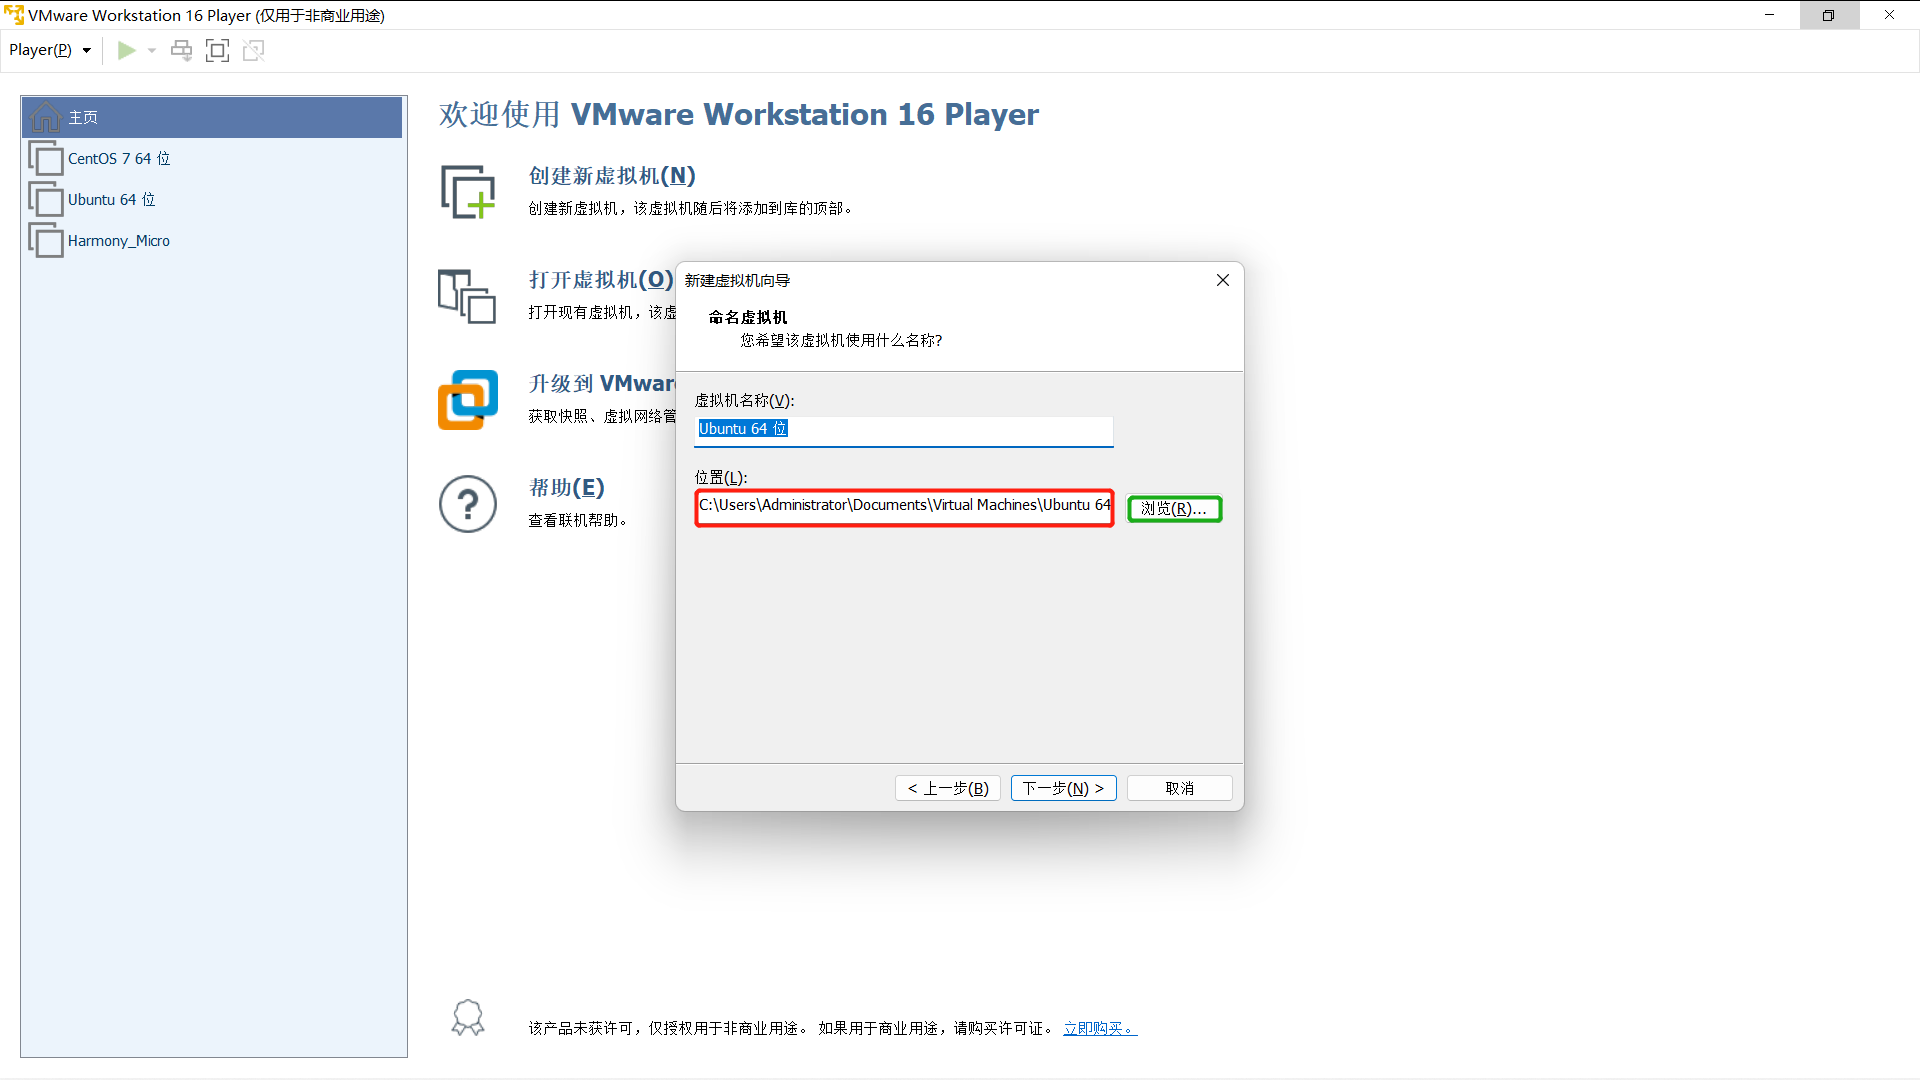 VMware Workstation 16 Player (仅用于非商业用途)
Player(P)
主页
CentOS 7 64 位
Ubuntu 64 位
Harmony_Micro
欢迎使用 VMware Workstation 16 Player
创建新虚拟机(N)
创建新虚拟机，该虚拟机随后将添加到库的顶部。
打开虚拟机(O)
打开现有虚拟机，该虚
升级到 VMware
获取快照、虚拟网络管
帮助(E)
查看联机帮助。
新建虚拟机向导
命名虚拟机
您希望该虚拟机使用什么名称?
虚拟机名称(V):
Ubuntu 64 位
位置(L):
C:\Users\Administrator\Documents\Virtual Machines\Ubuntu 64
浏览(R)...
< 上一步(B)
下一步(N) >
取消
该产品未获许可，仅授权用于非商业用途。 如果用于商业用途，请购买许可证。 立即购买。